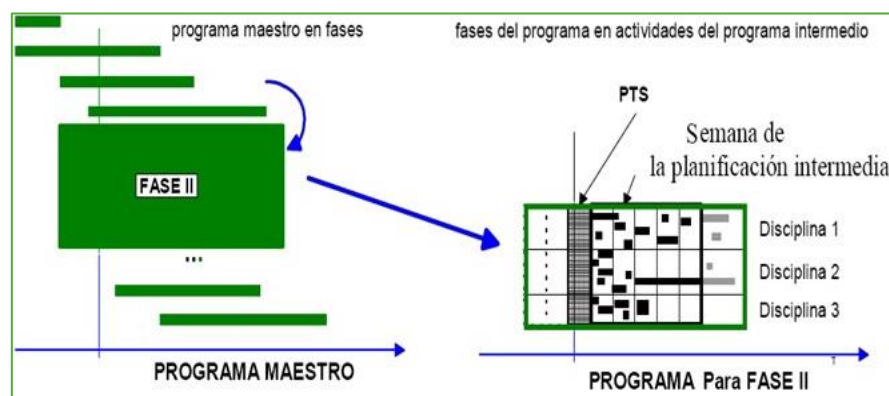 programa maestro en fases
fases del programa en actividades del programa intermedio
PTS
Semana de
la planificación intermedia
FASE II
Disciplina 1
Disciplina 2
Disciplina 3
PROGRAMA MAESTRO
PROGRAMA Para FASE II